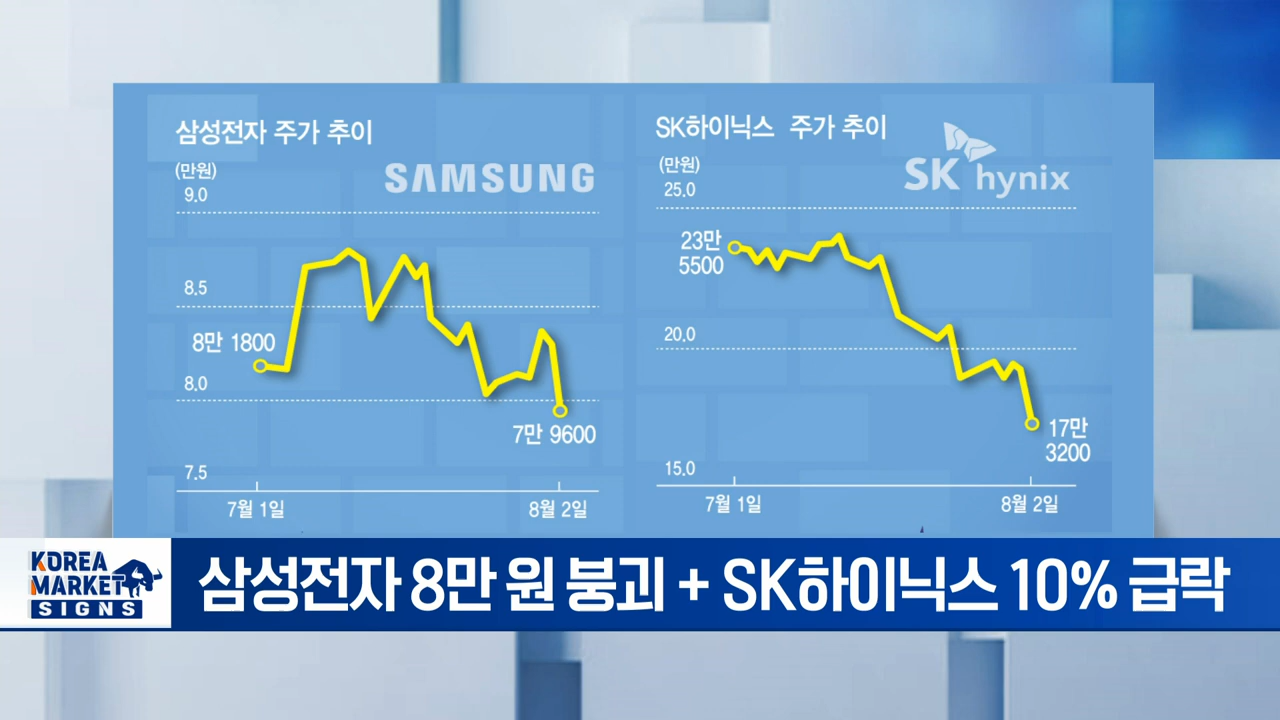 삼성전자 주가 추이
(만원)
SAMSUNG
9.0
8.5
8만 1800
8.0
7만 9600
7.5
7월 1일
8월 2일
SK하이닉스 주가 추이
(만원)
SK hynix
25.0
23만
5500
20.0
17만
3200
15.0
7월 1일
8월 2일
KOREA
MARKET
SIGNS
삼성전자 8만 원 붕괴 + SK하이닉스 10% 급락